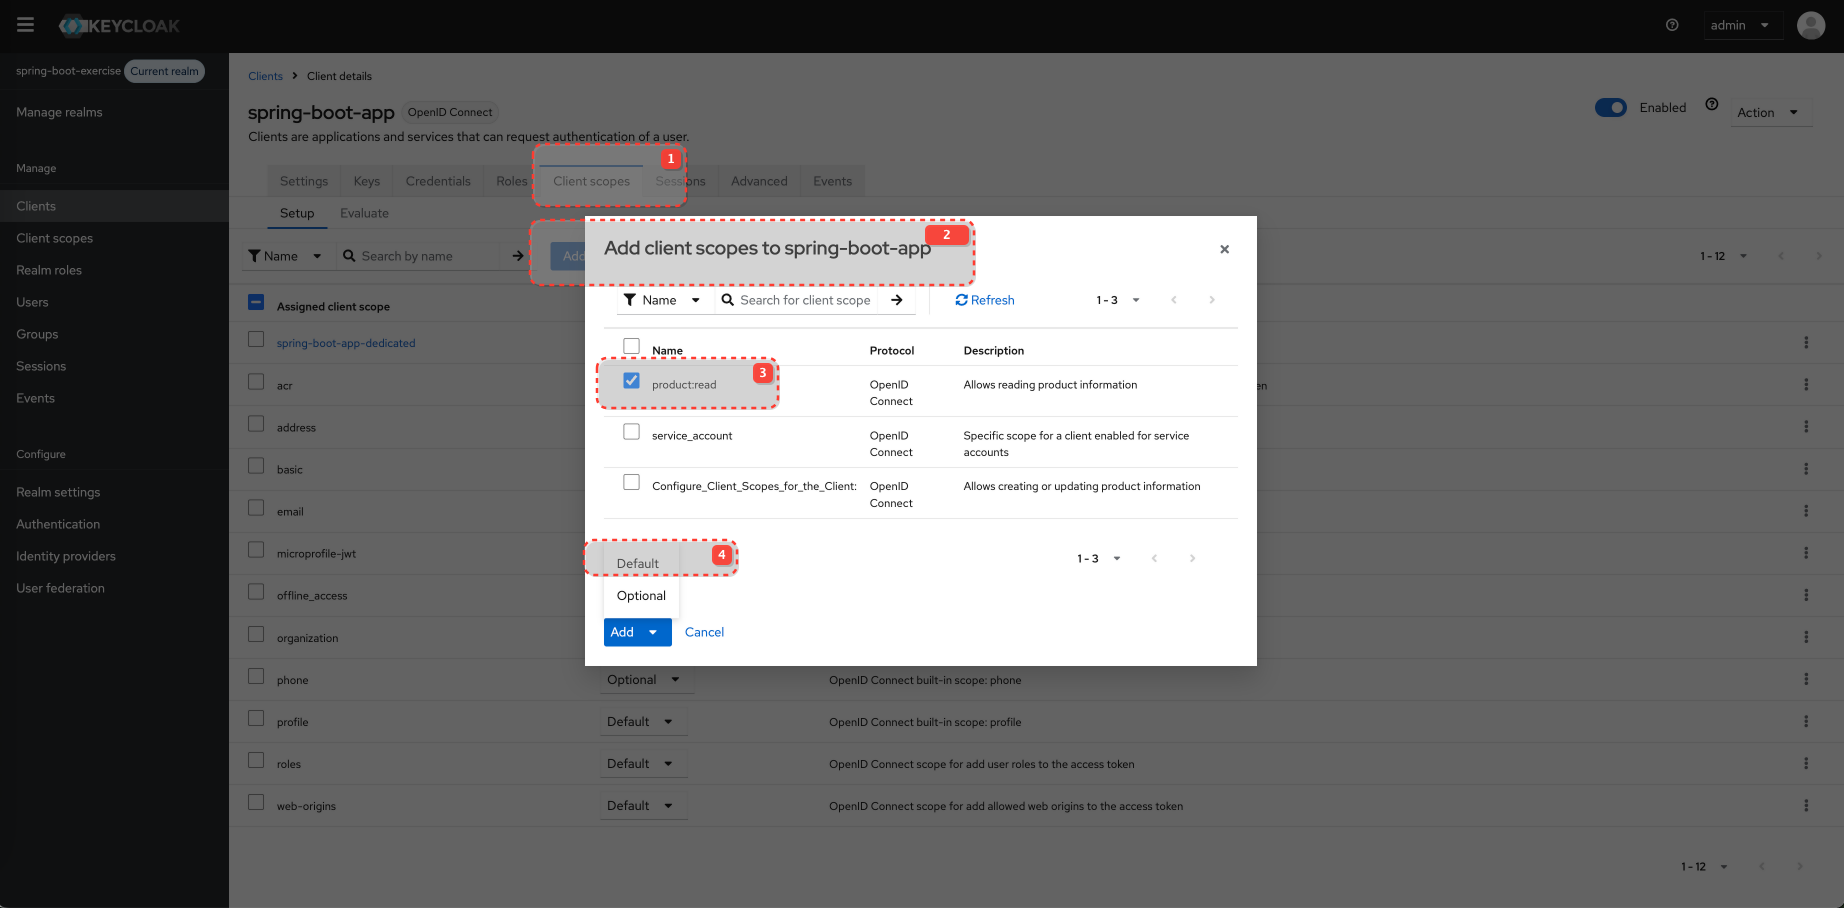 KEYCLOAK
admin
spring-boot-exercise Current realm
Manage realms
Manage
Clients
Client scopes
Realm roles
Users
Groups
Sessions
Events
Configure
Realm settings
Authentication
Identity providers
User federation
Clients > Client details
spring-boot-app OpenID Connect
Enabled
Action
Clients are applications and services that can request authentication of a user.
1
Settings Keys Credentials Roles Client scopes Sessions Advanced Events
Setup Evaluate
Name Search by name Add
1 - 12
Assigned client scope
spring-boot-app-dedicated
acr
address
basic
email
microprofile-jwt
offline_access
organization
phone Optional OpenID Connect built-in scope: phone
profile Default OpenID Connect built-in scope: profile
roles Default OpenID Connect scope for add user roles to the access token
web-origins Default OpenID Connect scope for add allowed web origins to the access token
1 - 12
2
Add client scopes to spring-boot-app
Name Search for client scope Refresh 1 - 3
Name Protocol Description
3
product:read OpenID Connect Allows reading product information
service_account OpenID Connect Specific scope for a client enabled for service accounts
Configure_Client_Scopes_for_the_Client: OpenID Connect Allows creating or updating product information
4
Default
1 - 3
Optional
Add Cancel